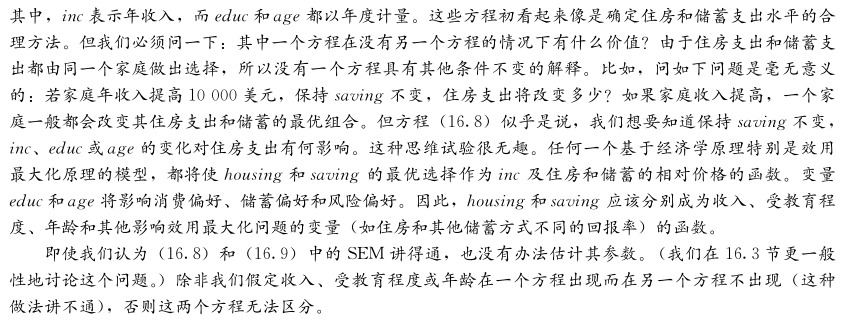 其中，inc 表示年收入，而 educ 和 age 都以年度计量。这些方程初看起来像是确定住房和储蓄支出水平的合
理方法。但我们必须问一下：其中一个方程在没有另一个方程的情况下有什么价值？由于住房支出和储蓄支
出都由同一个家庭做出选择，所以没有一个方程具有其他条件不变的解释。比如，问如下问题是毫无意义
的：若家庭年收入提高 10 000 美元，保持 saving 不变，住房支出将改变多少？如果家庭收入提高，一个家
庭一般都会改变其住房支出和储蓄的最优组合。但方程（16.8）似乎是说，我们想要知道保持 saving 不变，
inc、educ 或 age 的变化对住房支出有何影响。这种思维试验很无趣。任何一个基于经济学原理特别是效用
最大化原理的模型，都将使 housing 和 saving 的最优选择作为 inc 及住房和储蓄的相对价格的函数。变量
educ 和 age 将影响消费偏好、储蓄偏好和风险偏好。因此，housing 和 saving 应该分别成为收入、受教育程
度、年龄和其他影响效用最大化问题的变量（如住房和其他储蓄方式不同的回报率）的函数。
即使我们认为（16.8）和（16.9）中的 SEM 讲得通，也没有办法估计其参数。（我们在 16.3 节更一般
性地讨论这个问题。）除非我们假定收入、受教育程度或年龄在一个方程出现而在另一个方程不出现（这种
做法讲不通），否则这两个方程无法区分。